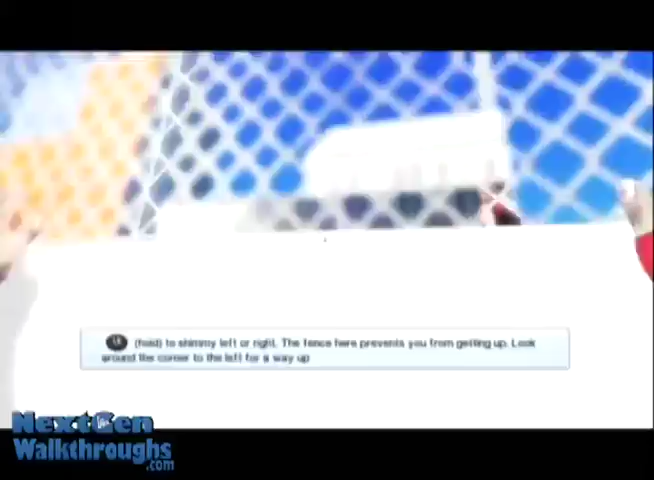 (hold) to shimmy left or right. The fence here prevents you from getting up. Look
around the corner to the left for a way up
NextGen
Walkthroughs
.com